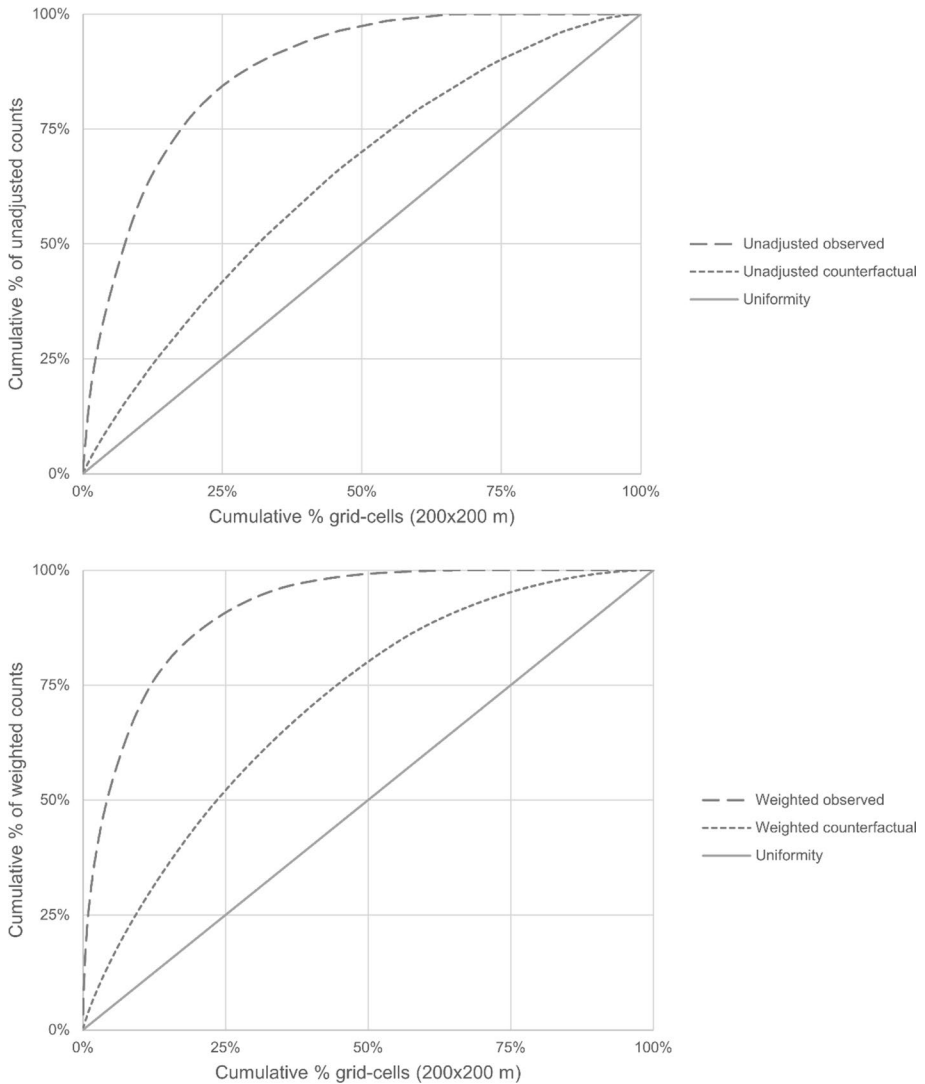 100%
75%
50%
25%
0%
Cumulative % of unadjusted counts
0%
25%
50%
75%
100%
Cumulative % grid-cells (200x200 m)
Unadjusted observed
Unadjusted counterfactual
Uniformity
100%
75%
50%
25%
0%
Cumulative % of weighted counts
0%
25%
50%
75%
100%
Cumulative % grid-cells (200x200 m)
Weighted observed
Weighted counterfactual
Uniformity